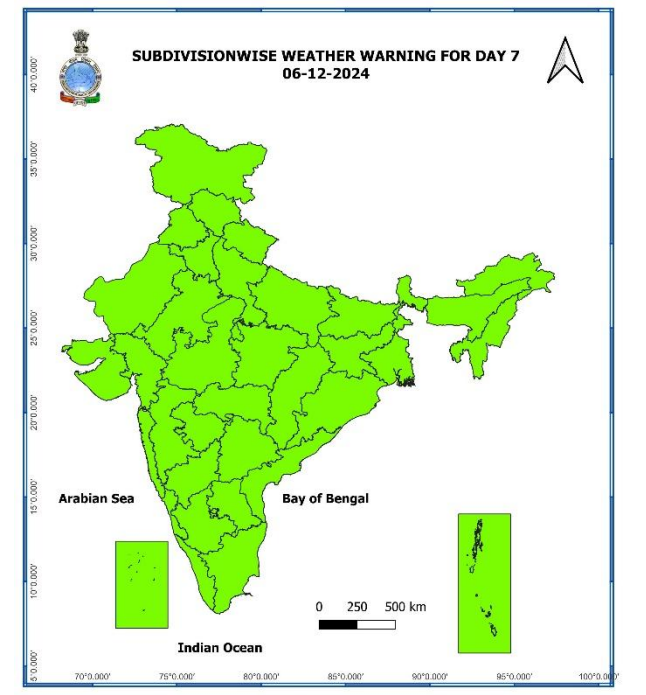 SUBDIVISIONWISE WEATHER WARNING FOR DAY 7
06-12-2024
40°0.000'
35°0.000'
30°0.000'
25°0.000'
20°0.000'
15°0.000'
10°0.000'
5°0.000'
Arabian Sea
Bay of Bengal
0 250 500 km
Indian Ocean
70°0.000' 75°0.000' 80°0.000' 85°0.000' 90°0.000' 95°0.000' 100°0.000'